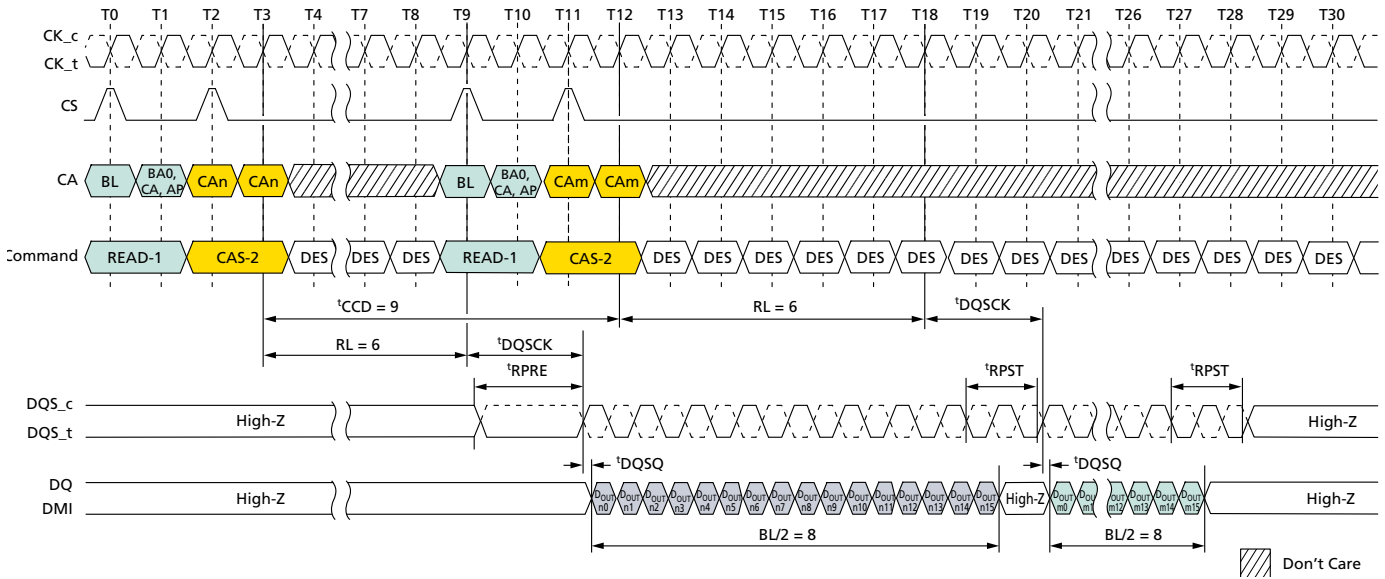 T0 T1 T2 T3 T4 T7 T8 T9 T10 T11 T12 T13 T14 T15 T16 T17 T18 T19 T20 T21 T26 T27 T28 T29 T30
CK_c
CK_t
CS
CA BL BA0, CA, AP CAn CAn BL BA0, CA, AP CAm CAm
Command READ-1 CAS-2 DES DES DES READ-1 CAS-2 DES DES DES DES DES DES DES DES DES DES DES DES DES DES
tCCD = 9 RL = 6 tDQSCK
RL = 6 tDQSCK
tRPRE tRPST tRPST
DQS_c
DQS_t
High-Z High-Z
tDQSQ tDQSQ
DQ
DMI
High-Z DOUT n0 DOUT n1 DOUT n2 DOUT n3 DOUT n4 DOUT n5 DOUT n6 DOUT n7 DOUT n8 DOUT n9 DOUT n10 DOUT n11 DOUT n12 DOUT n13 DOUT n14 DOUT n15 High-Z DOUT m0 DOUT m1 DOUT m12 DOUT m13 DOUT m14 DOUT m15 High-Z
BL/2 = 8 BL/2 = 8
Don't Care